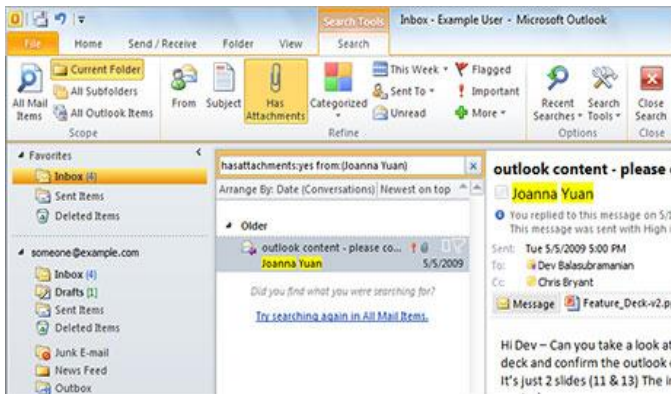 Search Tools
Inbox - Example User - Microsoft Outlook
File Home Send / Receive Folder View Search
All Mail Items
Current Folder
All Subfolders
All Outlook Items
Scope
From
Subject
Has Attachments
Categorized
This Week
Sent To
Unread
Flagged
Important
More
Refine
Recent Searches
Search Tools
Options
Close Search
Close
Favorites
Inbox (4)
Sent Items
Deleted Items
someone@example.com
Inbox (4)
Drafts [1]
Sent Items
Deleted Items
Junk E-mail
News Feed
Outbox
hasattachments:yes from:(Joanna Yuan)
Arrange By: Date (Conversations) Newest on top
Older
outlook content - please co...
Joanna Yuan 5/5/2009
Did you find what you were searching for?
Try searching again in All Mail Items.
outlook content - please
Joanna Yuan
You replied to this message on 5/
This message was sent with High
Sent: Tue 5/5/2009 5:00 PM
To: Dev Balasubramanian
Cc: Chris Bryant
Message Feature_Deck-v2.p
Hi Dev – Can you take a look at
deck and confirm the outlook
It's just 2 slides (11 & 13) The